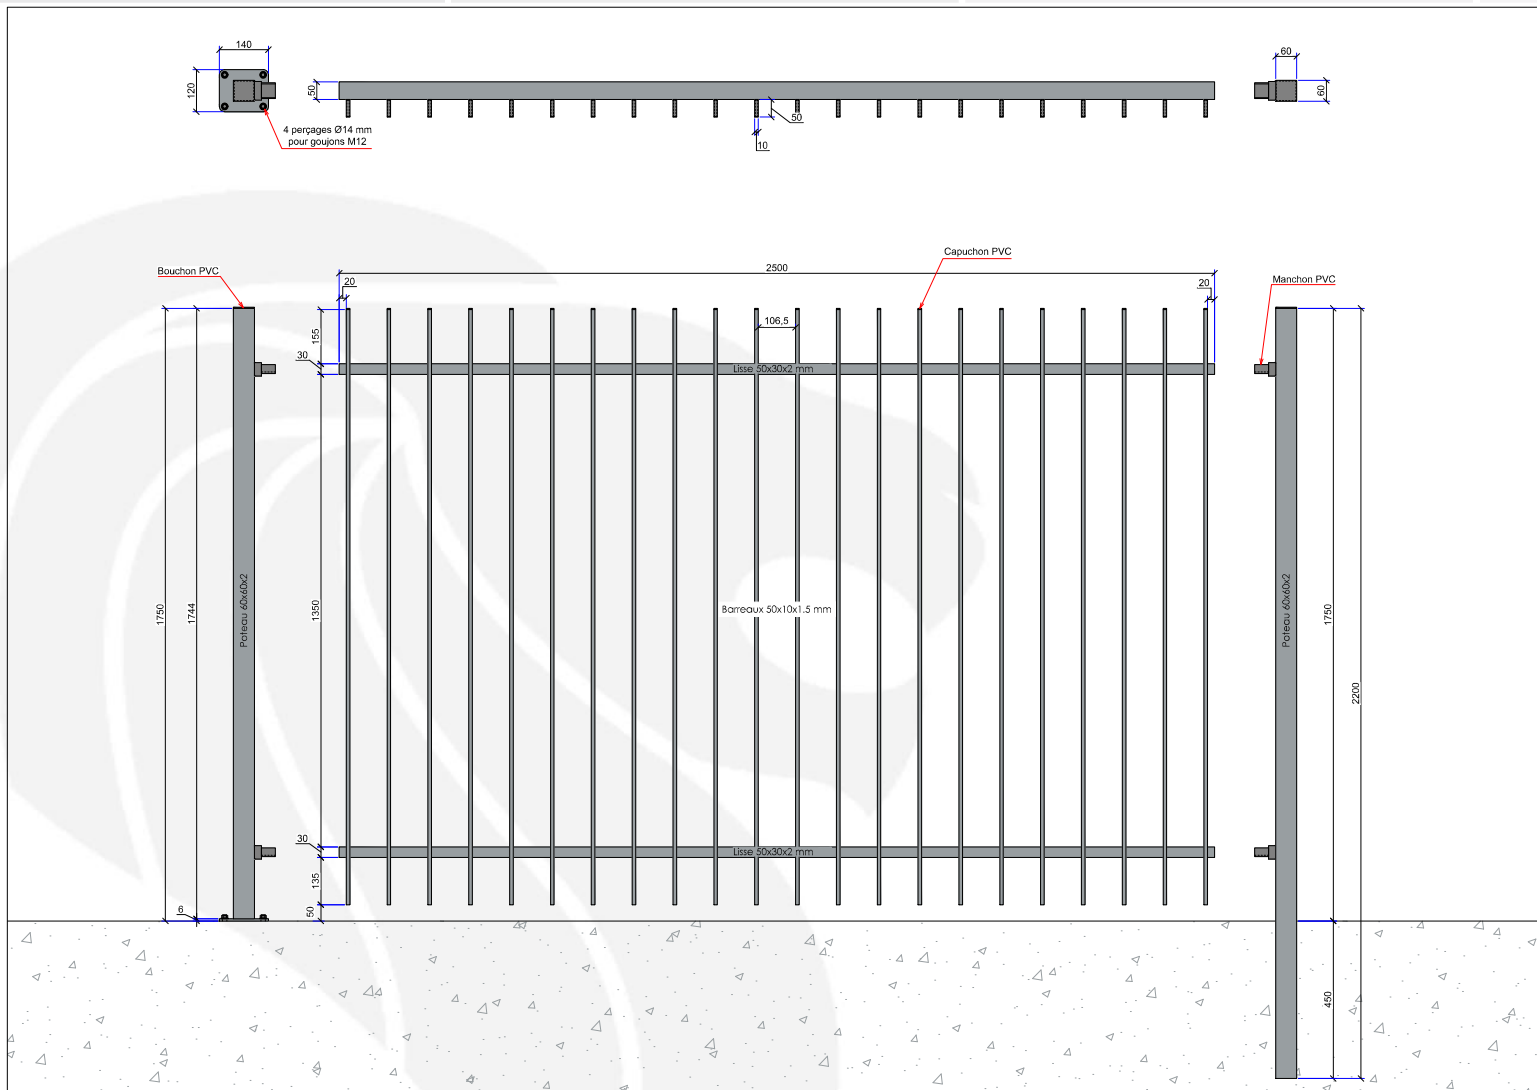 140
120
4 perçages Ø14 mm
pour goujons M12
50
50
10
60
60
Bouchon PVC
2500
Capuchon PVC
Manchon PVC
20
20
155
106,5
30
Lisse 50x30x2 mm
1750
1744
Poteau 60x60x2
1350
Barreaux 50x10x1.5 mm
Poteau 60x60x2
1750
2200
30
Lisse 50x30x2 mm
135
50
6
450